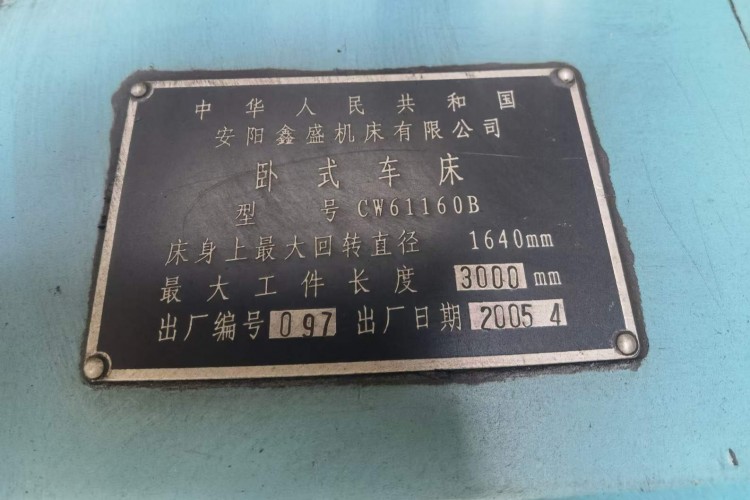 中华人民共和国
安阳鑫盛机床有限公司
卧式车床
型号 CW61160B
床身上最大回转直径 1640mm
最大工件长度 3000 mm
出厂编号 097 出厂日期 2005 4